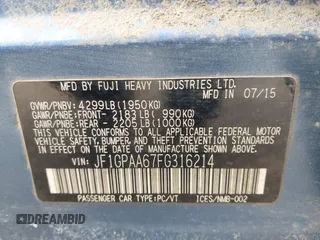 MFD BY FUJI HEAVY INDUSTRIES LTD. IN 07/15
GVWR/PNBV: 4299LB(1950KG)
GAWR/PNBE:FRONT- 2183LB( 990KG)
GAWR/PNBE:REAR - 2205LB(1000KG)
THIS VEHICLE CONFORMS TO ALL APPLICABLE
FEDERAL MOTOR VEHICLE SAFETY,
BUMPER, AND THEFT PREVENTION STANDARDS
IN EFFECT ON THE DATE OF MANUFACTURE
SHOWN ABOVE.
VIN: JF1GPAA67FG316214
PASSENGER CAR TYPE:PC/VT ICES/NMB-002